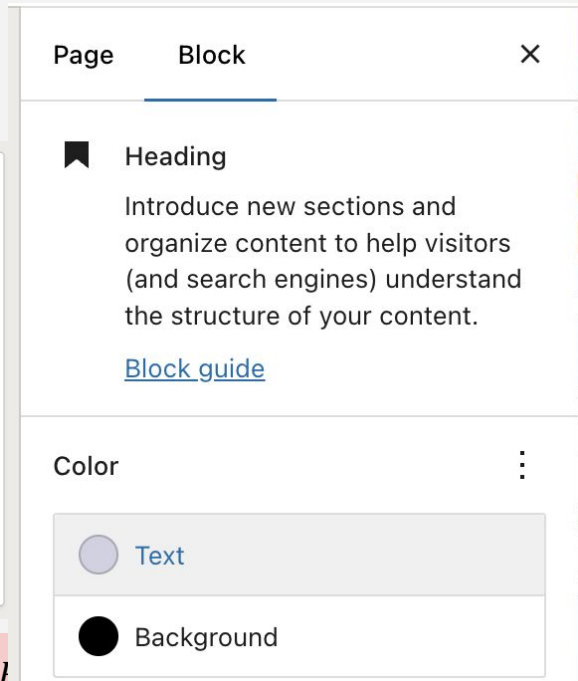 Page Block
Heading
Introduce new sections and
organize content to help visitors
(and search engines) understand
the structure of your content.
Block guide
Color
Text
Background